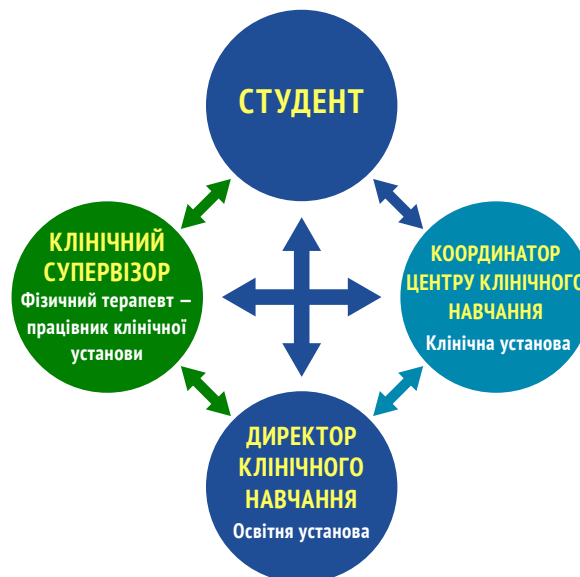 СТУДЕНТ
КЛІНІЧНИЙ
СУПЕРВІЗОР
Фізичний терапевт —
працівник клінічної
установи
КООРДИНАТОР
ЦЕНТРУ КЛІНІЧНОГО
НАВЧАННЯ
Клінічна установа
ДИРЕКТОР
КЛІНІЧНОГО
НАВЧАННЯ
Освітня установа